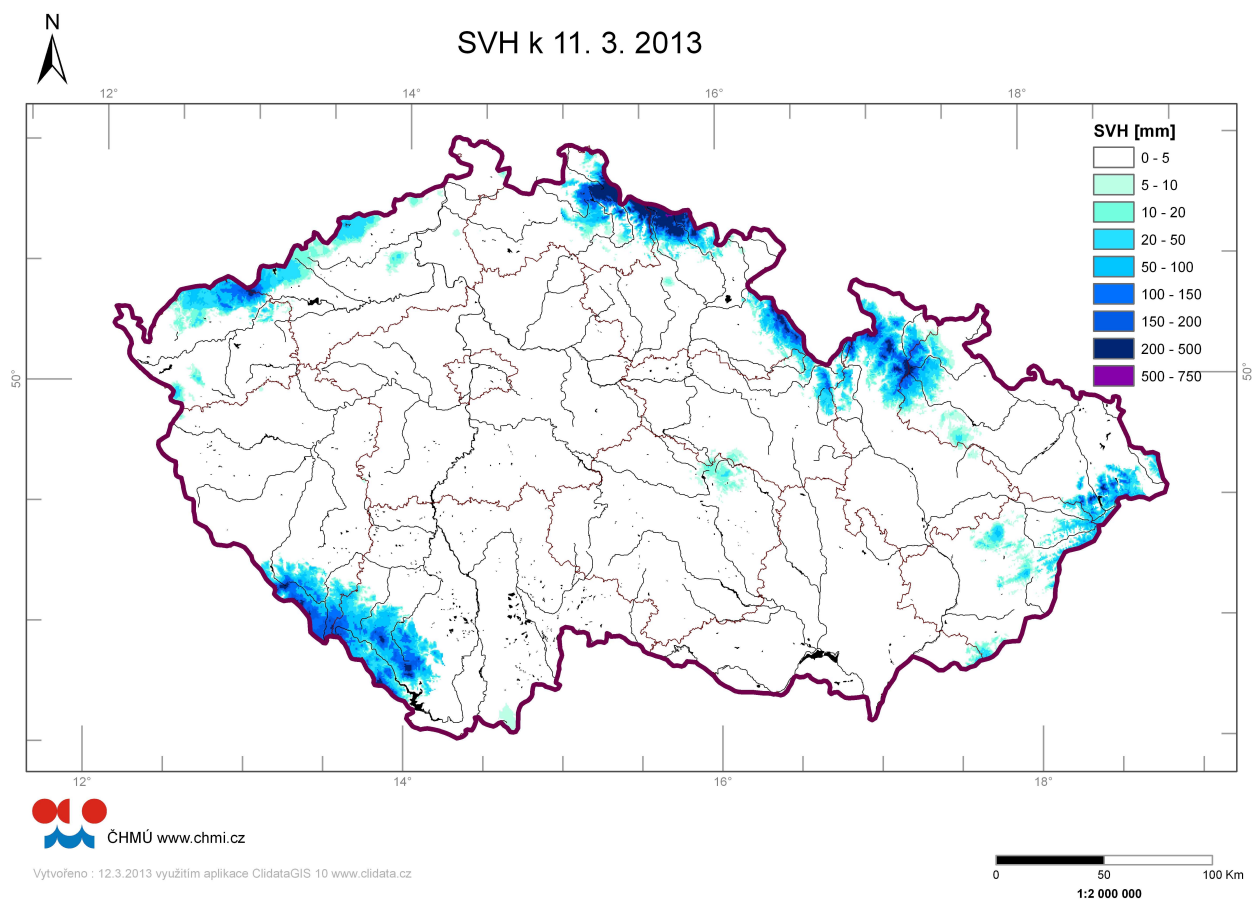 N
SVH k 11. 3. 2013
12° 14° 16° 18°
SVH [mm]
0 - 5
5 - 10
10 - 20
20 - 50
50 - 100
100 - 150
150 - 200
200 - 500
500 - 750
50° 50°
12° 14° 16° 18°
ČHMÚ www.chmi.cz
Vytvořeno : 12.3.2013 využitím aplikace ClidataGIS 10 www.clidata.cz
0 50 100 Km
1:2 000 000